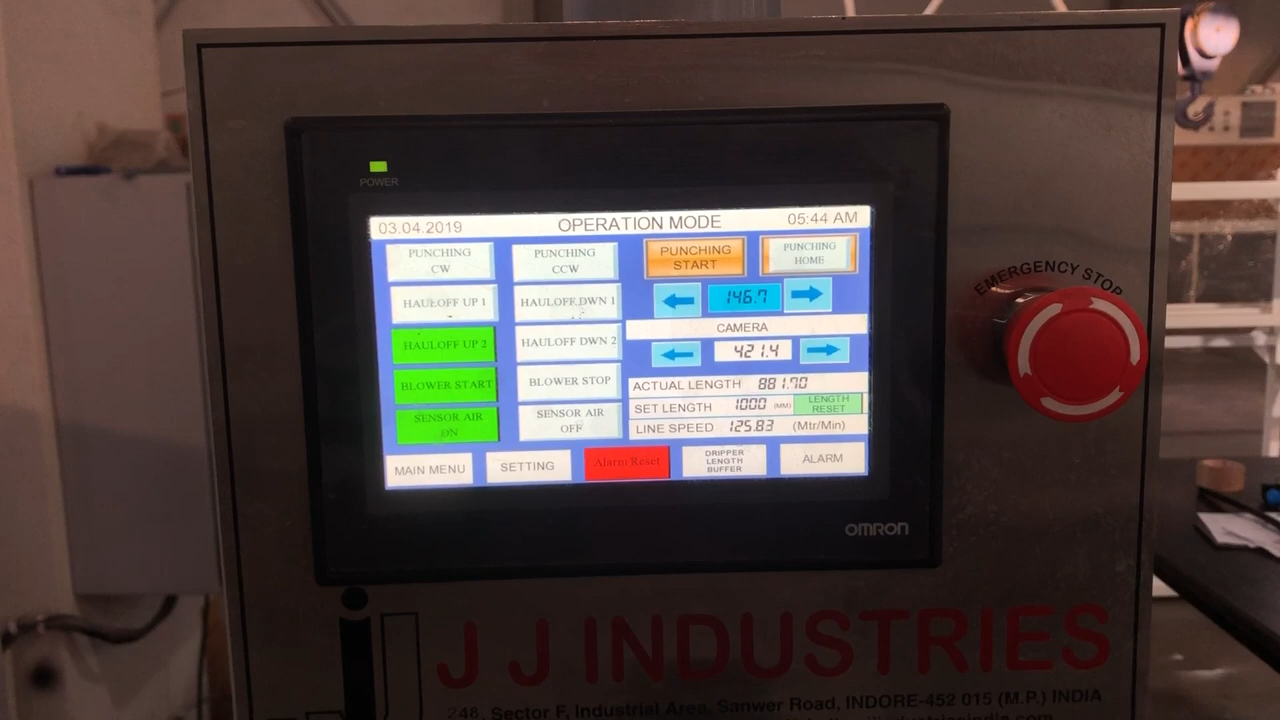 POWER
03.04.2019 OPERATION MODE 05:44 AM
PUNCHING CW
PUNCHING CCW
PUNCHING START
PUNCHING HOME
HAULOFF UP 1
HAULOFF DWN 1
146.7
CAMERA
HAULOFF UP 2
HAULOFF DWN 2
421.4
BLOWER START
BLOWER STOP
ACTUAL LENGTH 881.70
SET LENGTH 1000 (MM) LENGTH RESET
SENSOR AIR ON
SENSOR AIR OFF
LINE SPEED 125.83 (Mtr/Min)
MAIN MENU
SETTING
Alarm Reset
DRIPPER LENGTH BUFFER
ALARM
OMRON
EMERGENCY STOP
J J INDUSTRIES
248, Sector F, Industrial Area, Sanwer Road, INDORE-452 015 (M.P.) INDIA